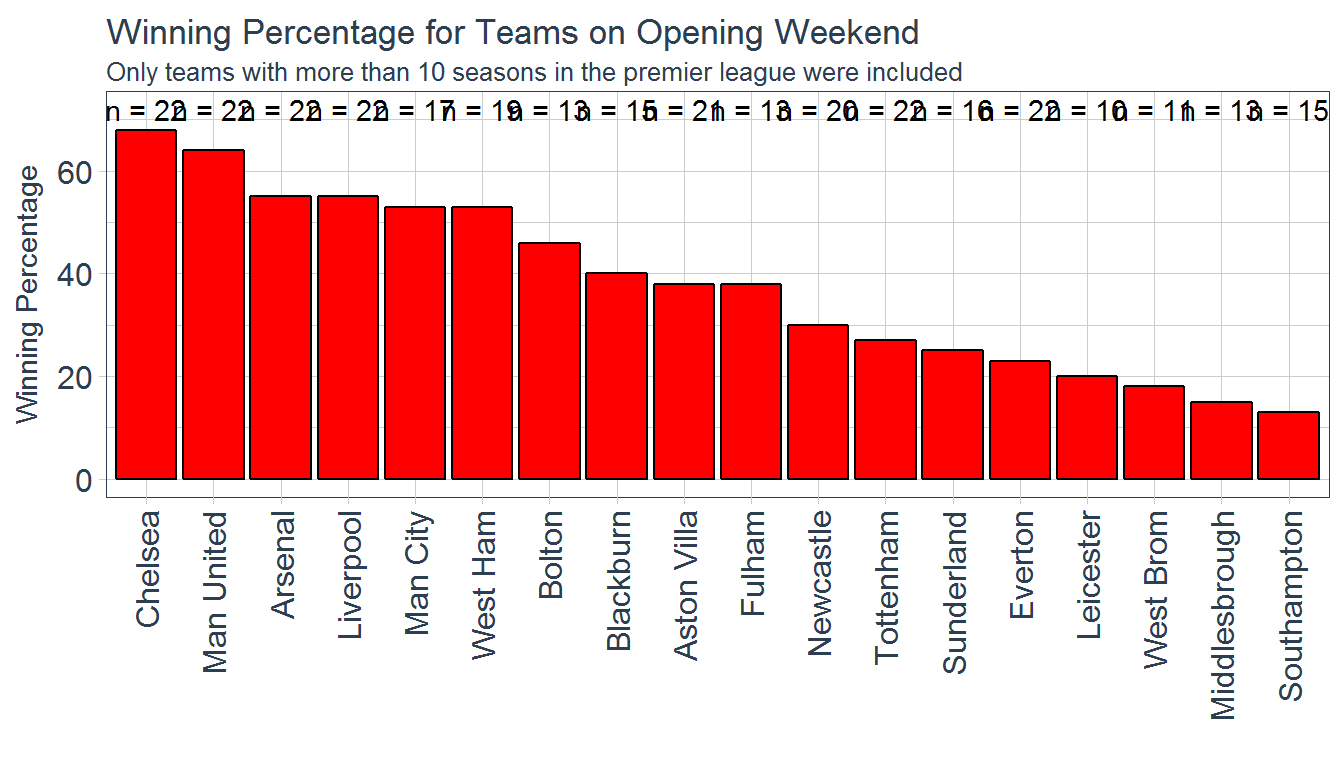 Winning Percentage for Teams on Opening Weekend
Only teams with more than 10 seasons in the premier league were included
n = 22 n = 22 n = 22 n = 22 n = 17 n = 19 n = 13 n = 15 n = 21 n = 13 n = 20 n = 22 n = 16 n = 22 n = 10 n = 11 n = 13 n = 15
Winning Percentage
60
40
20
0
Chelsea
Man United
Arsenal
Liverpool
Man City
West Ham
Bolton
Blackburn
Aston Villa
Fulham
Newcastle
Tottenham
Sunderland
Everton
Leicester
West Brom
Middlesbrough
Southampton